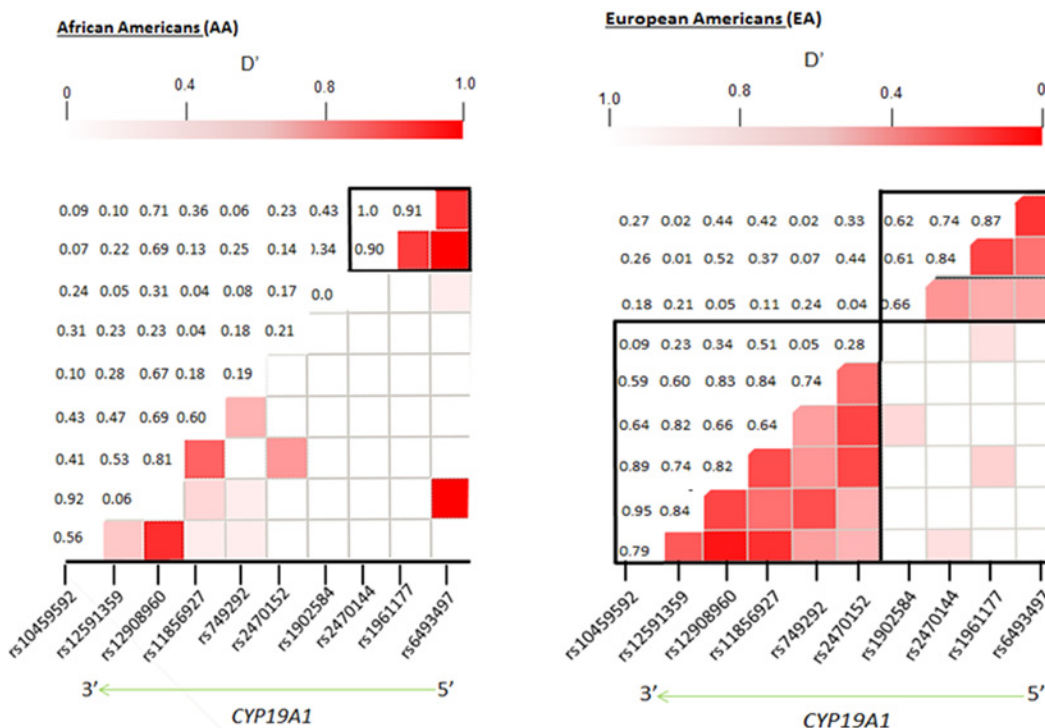 African Americans (AA)
D'
0 0.4 0.8 1.0
0.09 0.10 0.71 0.36 0.06 0.23 0.43 1.0 0.91
0.07 0.22 0.69 0.13 0.25 0.14 0.34 0.90
0.24 0.05 0.31 0.04 0.08 0.17 0.0
0.31 0.23 0.23 0.04 0.18 0.21
0.10 0.28 0.67 0.18 0.19
0.43 0.47 0.69 0.60
0.41 0.53 0.81
0.92 0.06
0.56
rs10459592 rs12591359 rs12908960 rs11856927 rs749292 rs2470152 rs1902584 rs2470144 rs1961177 rs6493497
3' 5'
CYP19A1
European Americans (EA)
D'
1.0 0.8 0.4 0
0.27 0.02 0.44 0.42 0.02 0.33 0.62 0.74 0.87
0.26 0.01 0.52 0.37 0.07 0.44 0.61 0.84
0.18 0.21 0.05 0.11 0.24 0.04 0.66
0.09 0.23 0.34 0.51 0.05 0.28
0.59 0.60 0.83 0.84 0.74
0.64 0.82 0.66 0.64
0.89 0.74 0.82
0.95 0.84
0.79
rs10459592 rs12591359 rs12908960 rs11856927 rs749292 rs2470152 rs1902584 rs2470144 rs1961177 rs6493497
3' 5'
CYP19A1